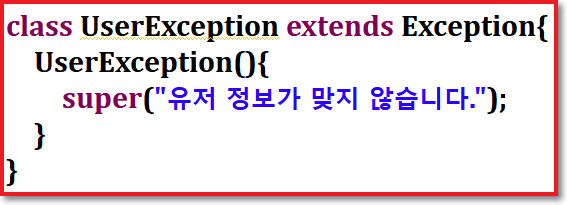 class UserException extends Exception{
UserException(){
super("유저 정보가 맞지 않습니다.");
}
}